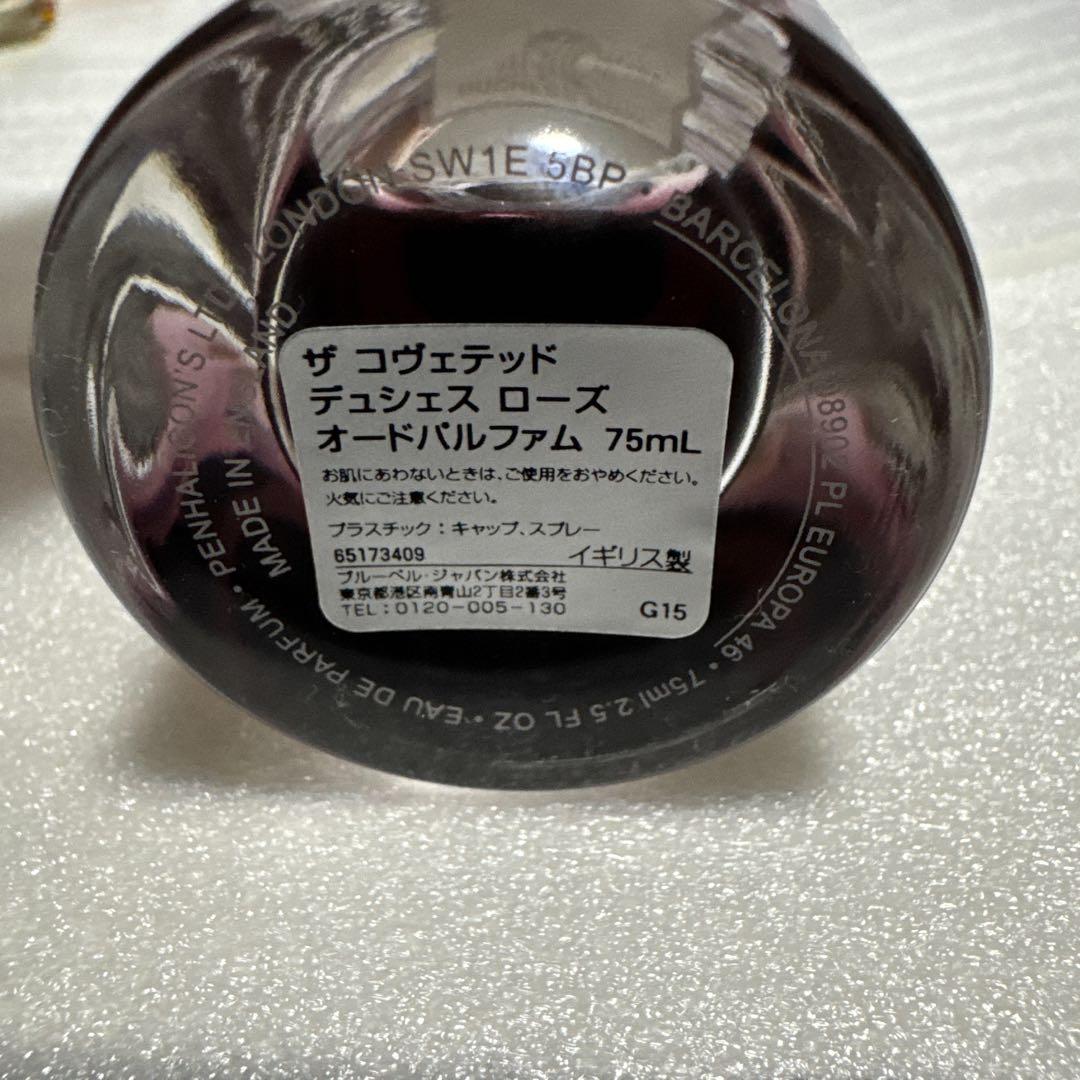 ザ コヴェテッド
デュシェス ローズ
オードパルファム 75mL
お肌にあわないときは、ご使用をおやめください。
火気にご注意ください。
プラスチック：キャップ、スプレー
65173409 イギリス製
ブルーベル・ジャパン株式会社
東京都港区南青山2丁目2番3号
TEL：0120-005-130 G15
• EAU DE PARFUM • PENHALIGON'S LTD LONDON SW1E 5BP •
BARCELONA 08902 PL EUROPA 46 • 75ml 2.5 FL OZ
MADE IN ENGLAND